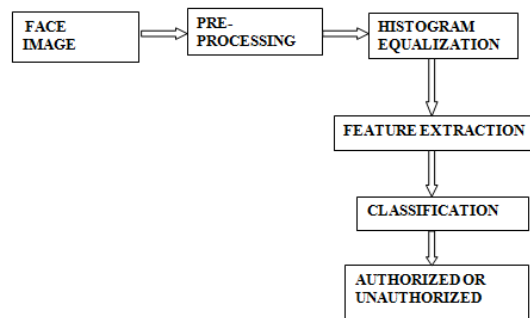 FACE
IMAGE
PRE-
PROCESSING
HISTOGRAM
EQUALIZATION
FEATURE EXTRACTION
CLASSIFICATION
AUTHORIZED OR
UNAUTHORIZED